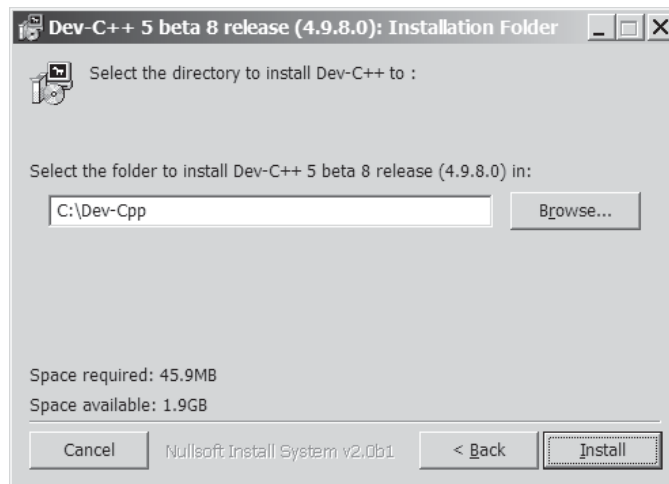 Dev-C++ 5 beta 8 release (4.9.8.0): Installation Folder
Select the directory to install Dev-C++ to :
Select the folder to install Dev-C++ 5 beta 8 release (4.9.8.0) in:
C:\Dev-Cpp
Browse...
Space required: 45.9MB
Space available: 1.9GB
Cancel
Nullsoft Install System v2.0b1
< Back
Install